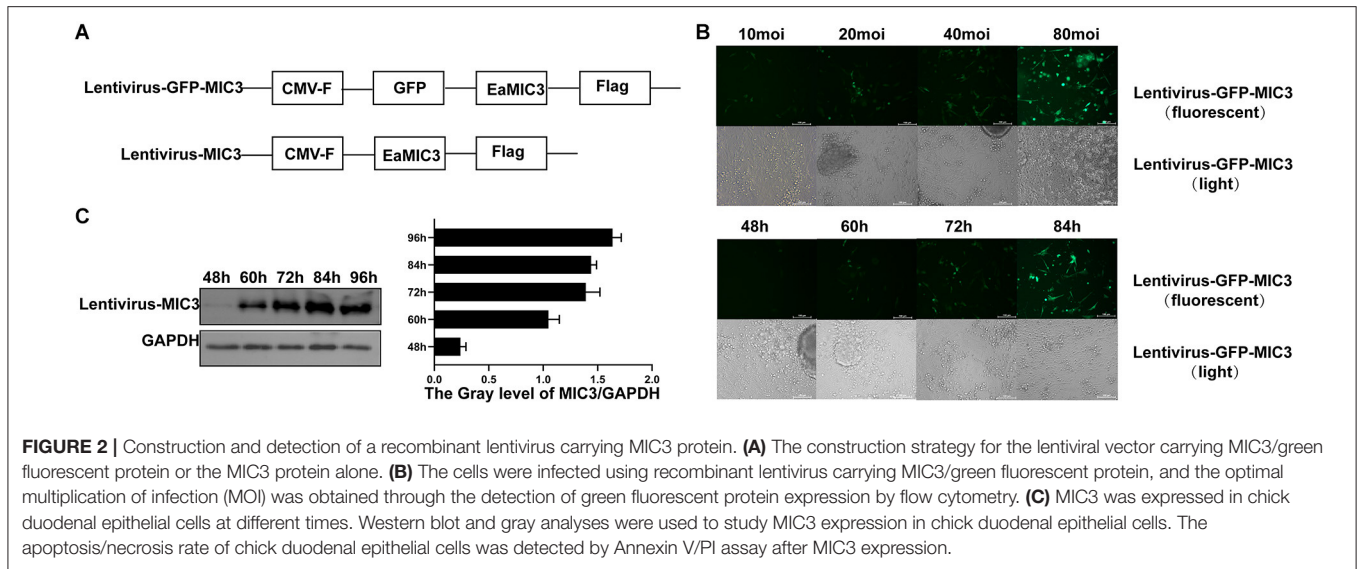 A
Lentivirus-GFP-MIC3 CMV-F GFP EaMIC3 Flag
Lentivirus-MIC3 CMV-F EaMIC3 Flag
B
10moi 20moi 40moi 80moi
Lentivirus-GFP-MIC3
（fluorescent）
Lentivirus-GFP-MIC3
（light）
48h 60h 72h 84h
Lentivirus-GFP-MIC3
（fluorescent）
Lentivirus-GFP-MIC3
（light）
C
48h 60h 72h 84h 96h
Lentivirus-MIC3
GAPDH
96h
84h
72h
60h
48h
0.0 0.5 1.0 1.5 2.0
The Gray level of MIC3/GAPDH
FIGURE 2 | Construction and detection of a recombinant lentivirus carrying MIC3 protein. (A) The construction strategy for the lentiviral vector carrying MIC3/green
fluorescent protein or the MIC3 protein alone. (B) The cells were infected using recombinant lentivirus carrying MIC3/green fluorescent protein, and the optimal
multiplication of infection (MOI) was obtained through the detection of green fluorescent protein expression by flow cytometry. (C) MIC3 was expressed in chick
duodenal epithelial cells at different times. Western blot and gray analyses were used to study MIC3 expression in chick duodenal epithelial cells. The
apoptosis/necrosis rate of chick duodenal epithelial cells was detected by Annexin V/PI assay after MIC3 expression.